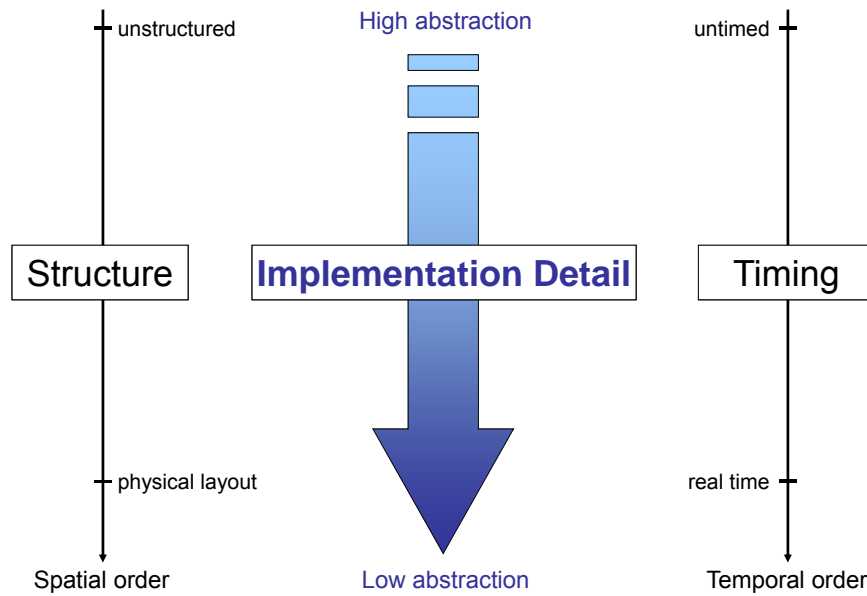 High abstraction
unstructured
untimed
Structure
Implementation Detail
Timing
physical layout
real time
Spatial order
Low abstraction
Temporal order